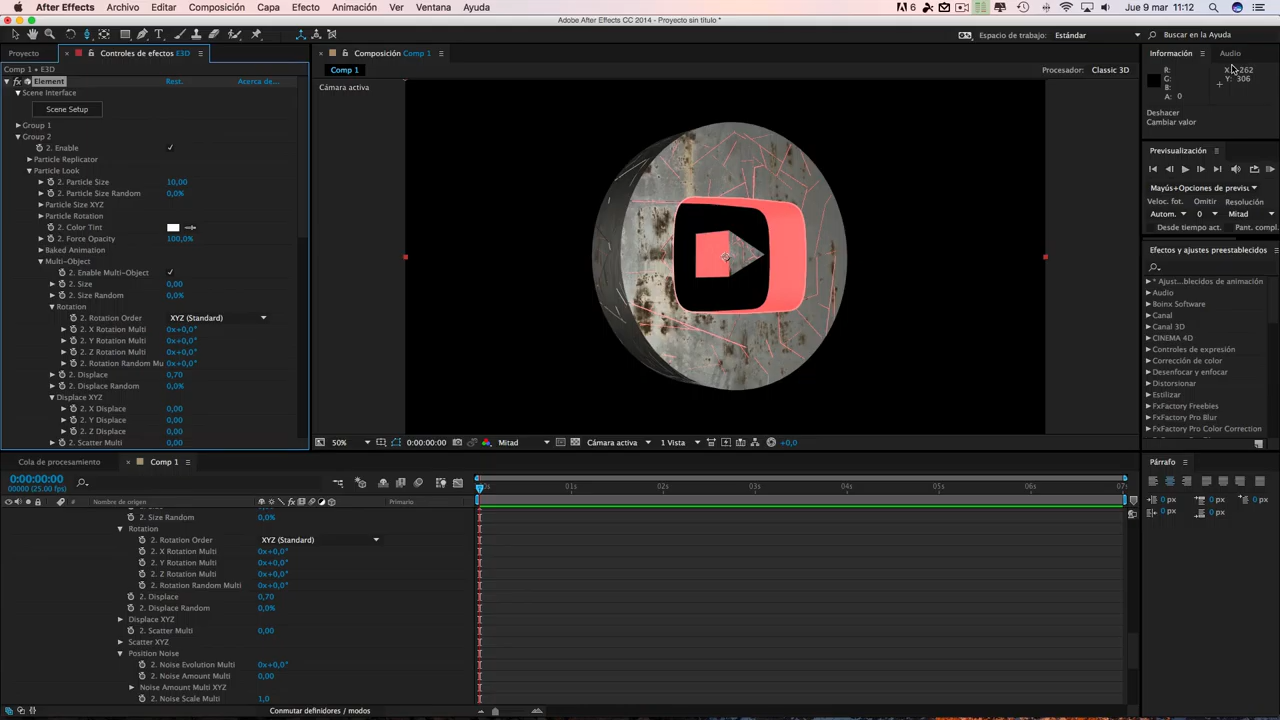 After Effects Archivo Editar Composición Capa Efecto Animación Ver Ventana Ayuda 6 Jue 9 mar 11:12
Adobe After Effects CC 2014 - Proyecto sin título *
Espacio de trabajo: Estándar Buscar en la Ayuda
Proyecto Controles de efectos E3D Composición Comp 1 Información Audio
Comp 1 • E3D Comp 1 Procesador: Classic 3D
Cámara activa
fx Element Rest. Acerca de...
Scene Interface
Scene Setup
Group 1
Group 2
2. Enable
Particle Replicator
Particle Look
2. Particle Size 10,00
2. Particle Size Random 0,0%
Particle Size XYZ
Particle Rotation
2. Color Tint
2. Force Opacity 100,0%
Baked Animation
Multi-Object
2. Enable Multi-Object
2. Size 0,00
2. Size Random 0,0%
Rotation
2. Rotation Order XYZ (Standard)
2. X Rotation Multi 0x+0,0°
2. Y Rotation Multi 0x+0,0°
2. Z Rotation Multi 0x+0,0°
2. Rotation Random Mu 0x+0,0°
2. Displace 0,70
2. Displace Random 0,0%
Displace XYZ
2. X Displace 0,00
2. Y Displace 0,00
2. Z Displace 0,00
2. Scatter Multi 0,00
50% 0:00:00:00 Mitad Cámara activa 1 Vista +0,0
R:
G:
B:
A: 0
Y: 306
Deshacer
Cambiar valor
Previsualización
Mayús+Opciones de previs
Veloc. fot. Omitir Resolución
Autom. 0 Mitad
Desde tiempo act. Pant. compl.
Efectos y ajustes preestablecidos
* Ajust...blecidos de animación
Audio
Boinx Software
Canal
Canal 3D
CINEMA 4D
Controles de expresión
Corrección de color
Desenfocar y enfocar
Distorsionar
Estilizar
FxFactory Freebies
FxFactory Pro Blur
FxFactory Pro Color Correction
Párrafo
0 px 0 px 0 px
0 px 0 px
Cola de procesamiento Comp 1
0:00:00:00
00000 (25.00 fps)
Nombre de origen Primario
01s 02s 03s 04s 05s 06s
2. Size Random 0,0%
Rotation
2. Rotation Order XYZ (Standard)
2. X Rotation Multi 0x+0,0°
2. Y Rotation Multi 0x+0,0°
2. Z Rotation Multi 0x+0,0°
2. Rotation Random Multi 0x+0,0°
2. Displace 0,70
2. Displace Random 0,0%
Displace XYZ
2. Scatter Multi 0,00
Scatter XYZ
Position Noise
2. Noise Evolution Multi 0x+0,0°
2. Noise Amount Multi 0,00
Noise Amount Multi XYZ
2. Noise Scale Multi 1,0
Conmutar definidores / modos